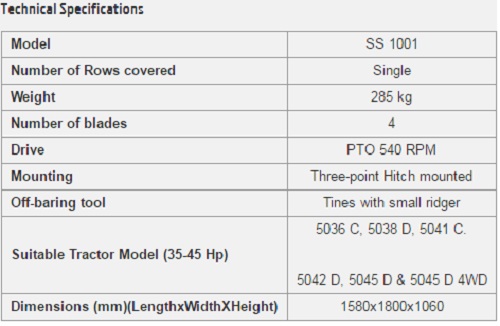 Technical Specifications
Model SS 1001
Number of Rows covered Single
Weight 285 kg
Number of blades 4
Drive PTO 540 RPM
Mounting Three-point Hitch mounted
Off-baring tool Tines with small ridger
Suitable Tractor Model (35-45 Hp) 5036 C, 5038 D, 5041 C.
5042 D, 5045 D & 5045 D 4WD
Dimensions (mm)(LengthxWidthXHeight) 1580x1800x1060